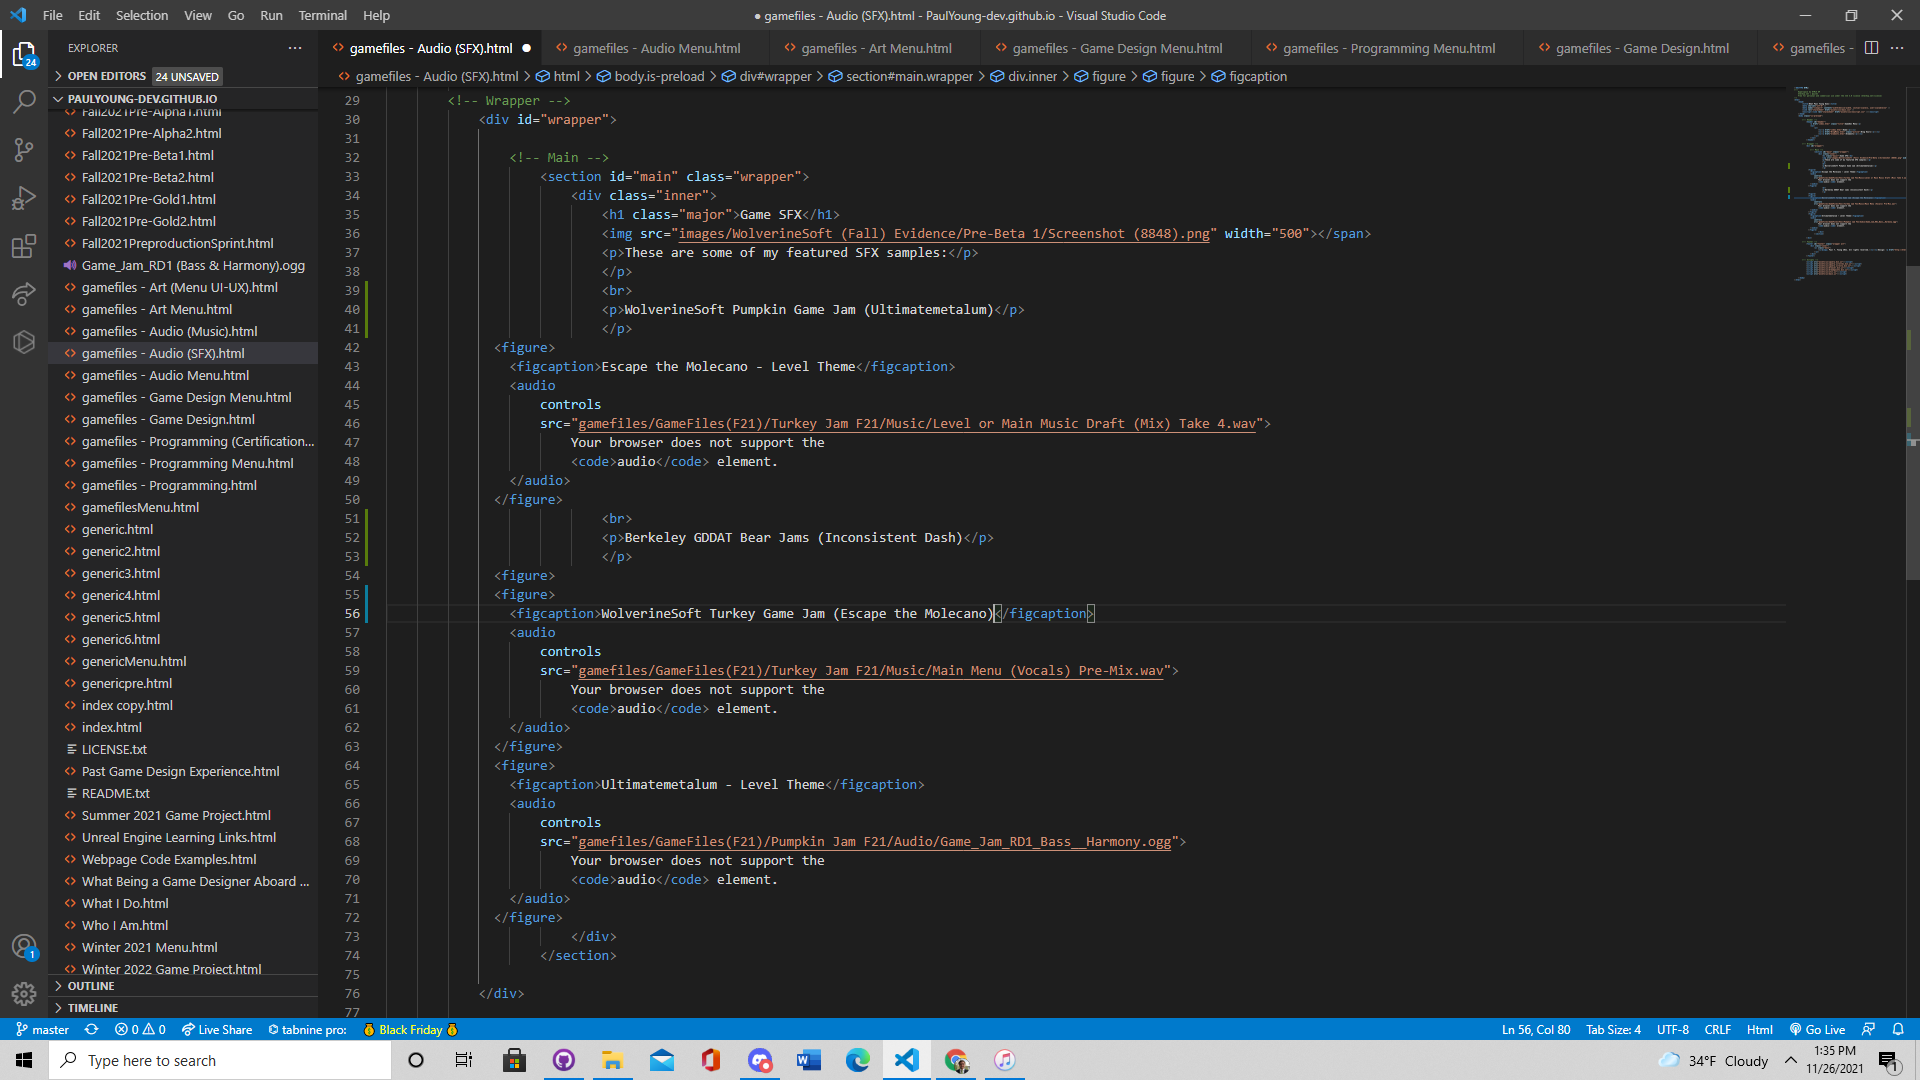 File Edit Selection View Go Run Terminal Help
● gamefiles - Audio (SFX).html - PaulYoung-dev.github.io - Visual Studio Code
EXPLORER
OPEN EDITORS 24 UNSAVED
PAULYOUNG-DEV.GITHUB.IO
Fall2021Pre-Alpha1.html
Fall2021Pre-Alpha2.html
Fall2021Pre-Beta1.html
Fall2021Pre-Beta2.html
Fall2021Pre-Gold1.html
Fall2021Pre-Gold2.html
Fall2021PreproductionSprint.html
Game_Jam_RD1 (Bass & Harmony).ogg
gamefiles - Art (Menu UI-UX).html
gamefiles - Art Menu.html
gamefiles - Audio (Music).html
gamefiles - Audio (SFX).html
gamefiles - Audio Menu.html
gamefiles - Game Design Menu.html
gamefiles - Game Design.html
gamefiles - Programming (Certification...
gamefiles - Programming Menu.html
gamefiles - Programming.html
gamefilesMenu.html
generic.html
generic2.html
generic3.html
generic4.html
generic5.html
generic6.html
genericMenu.html
genericpre.html
index copy.html
index.html
LICENSE.txt
Past Game Design Experience.html
README.txt
Summer 2021 Game Project.html
Unreal Engine Learning Links.html
Webpage Code Examples.html
What Being a Game Designer Aboard ...
What I Do.html
Who I Am.html
Winter 2021 Menu.html
Winter 2022 Game Project.html
OUTLINE
TIMELINE
24
1
gamefiles - Audio (SFX).html gamefiles - Audio Menu.html gamefiles - Art Menu.html gamefiles - Game Design Menu.html gamefiles - Programming Menu.html gamefiles - Game Design.html gamefiles -
gamefiles - Audio (SFX).html > html > body.is-preload > div#wrapper > section#main.wrapper > div.inner > figure > figure > figcaption
29 <!-- Wrapper -->
30 <div id="wrapper">
31
32 <!-- Main -->
33 <section id="main" class="wrapper">
34 <div class="inner">
35 <h1 class="major">Game SFX</h1>
36 <img src="images/WolverineSoft (Fall) Evidence/Pre-Beta 1/Screenshot (8848).png" width="500"></span>
37 <p>These are some of my featured SFX samples:</p>
38 </p>
39 <br>
40 <p>WolverineSoft Pumpkin Game Jam (Ultimatemetalum)</p>
41 </p>
42 <figure>
43 <figcaption>Escape the Molecano - Level Theme</figcaption>
44 <audio
45 controls
46 src="gamefiles/GameFiles(F21)/Turkey Jam F21/Music/Level or Main Music Draft (Mix) Take 4.wav">
47 Your browser does not support the
48 <code>audio</code> element.
49 </audio>
50 </figure>
51 <br>
52 <p>Berkeley GDDAT Bear Jams (Inconsistent Dash)</p>
53 </p>
54 <figure>
55 <figure>
56 <figcaption>WolverineSoft Turkey Game Jam (Escape the Molecano)</figcaption>
57 <audio
58 controls
59 src="gamefiles/GameFiles(F21)/Turkey Jam F21/Music/Main Menu (Vocals) Pre-Mix.wav">
60 Your browser does not support the
61 <code>audio</code> element.
62 </audio>
63 </figure>
64 <figure>
65 <figcaption>Ultimatemetalum - Level Theme</figcaption>
66 <audio
67 controls
68 src="gamefiles/GameFiles(F21)/Pumpkin Jam F21/Audio/Game_Jam_RD1_Bass__Harmony.ogg">
69 Your browser does not support the
70 <code>audio</code> element.
71 </audio>
72 </figure>
73 </div>
74 </section>
75
76 </div>
77
master 0 0 Live Share tabnine pro: Black Friday Ln 56, Col 80 Tab Size: 4 UTF-8 CRLF Html Go Live
Type here to search
34°F Cloudy
1:35 PM
11/26/2021
1